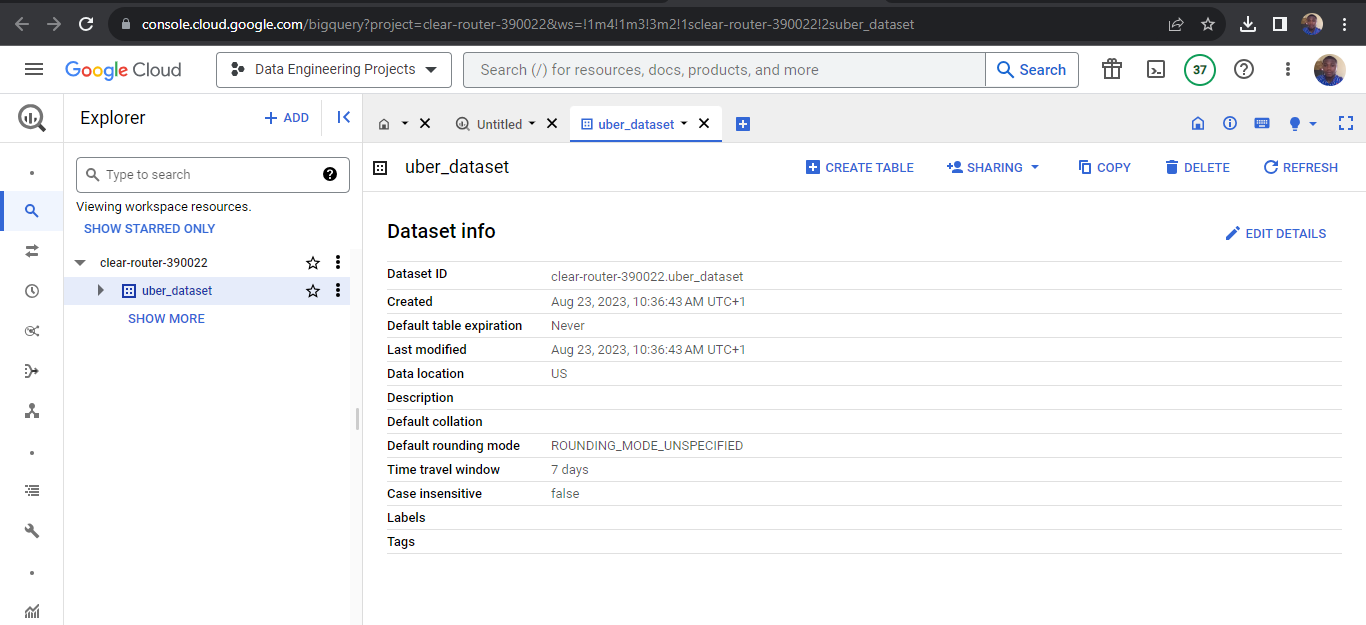 console.cloud.google.com/bigquery?project=clear-router-390022&ws=!1m4!1m3!3m2!1sclear-router-390022!2suber_dataset
Google Cloud
Data Engineering Projects
Search (/) for resources, docs, products, and more
Search
37
Explorer
+ ADD
Untitled
uber_dataset
Type to search
Viewing workspace resources.
SHOW STARRED ONLY
clear-router-390022
uber_dataset
SHOW MORE
uber_dataset
CREATE TABLE
SHARING
COPY
DELETE
REFRESH
Dataset info
EDIT DETAILS
Dataset ID clear-router-390022.uber_dataset
Created Aug 23, 2023, 10:36:43 AM UTC+1
Default table expiration Never
Last modified Aug 23, 2023, 10:36:43 AM UTC+1
Data location US
Description
Default collation
Default rounding mode ROUNDING_MODE_UNSPECIFIED
Time travel window 7 days
Case insensitive false
Labels
Tags